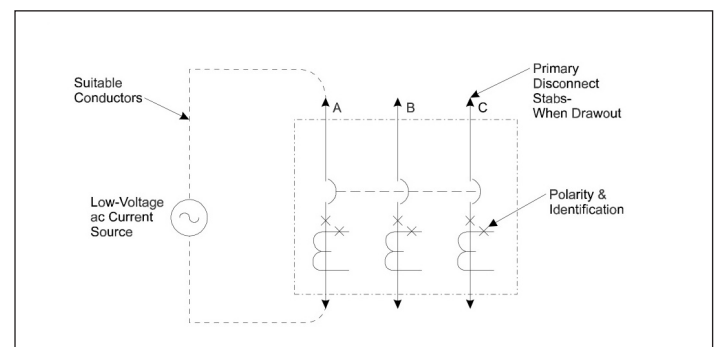 Suitable
Conductors
Primary
Disconnect
Stabs-
When Drawout
A
B
C
Low-Voltage
ac Current
Source
Polarity &
Identification